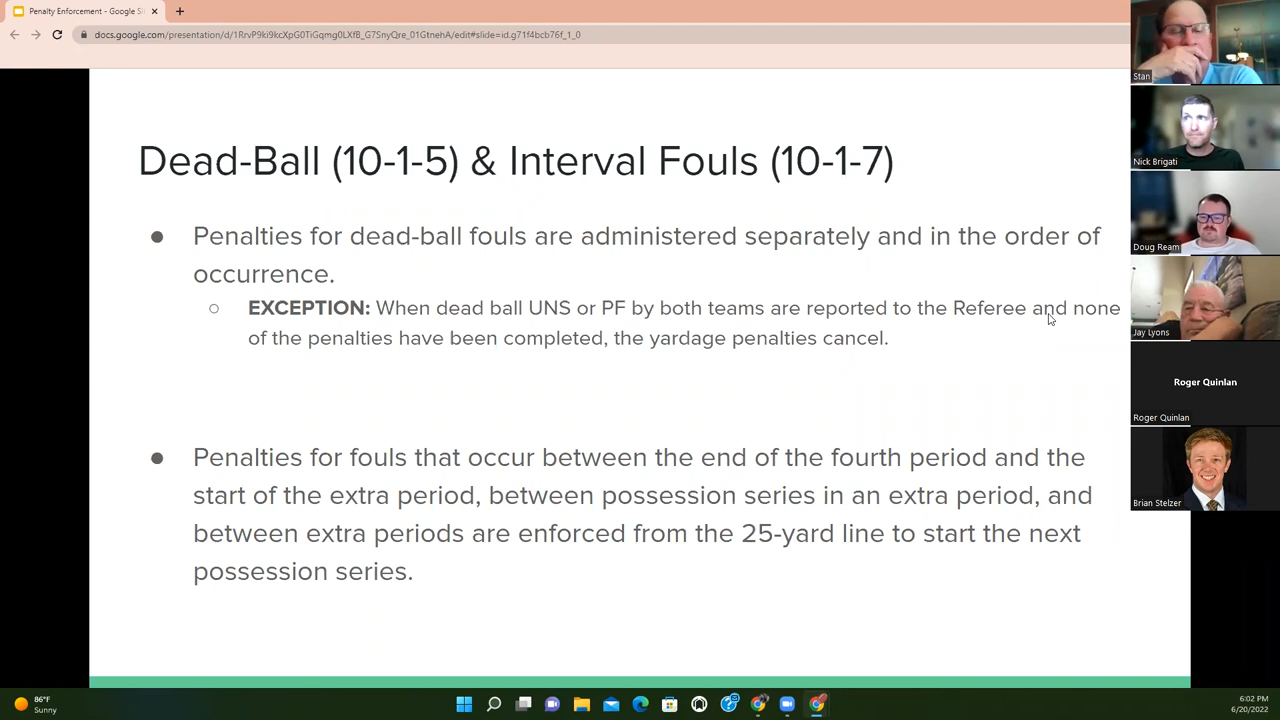 Penalty Enforcement - Google Sli
docs.google.com/presentation/d/1RrvP9ki9kcXpG0TiGqmg0LXfB_G7SnyQre_01GtnehA/edit#slide=id.g71f4bcb76f_1_0
Dead-Ball (10-1-5) & Interval Fouls (10-1-7)
● Penalties for dead-ball fouls are administered separately and in the order of
occurrence.
○ EXCEPTION: When dead ball UNS or PF by both teams are reported to the Referee and none
of the penalties have been completed, the yardage penalties cancel.
● Penalties for fouls that occur between the end of the fourth period and the
start of the extra period, between possession series in an extra period, and
between extra periods are enforced from the 25-yard line to start the next
possession series.
Stan
Nick Brigati
Doug Ream
Jay Lyons
Roger Quinlan
Roger Quinlan
Brian Stelzer
86°F
Sunny
6:02 PM
6/20/2022